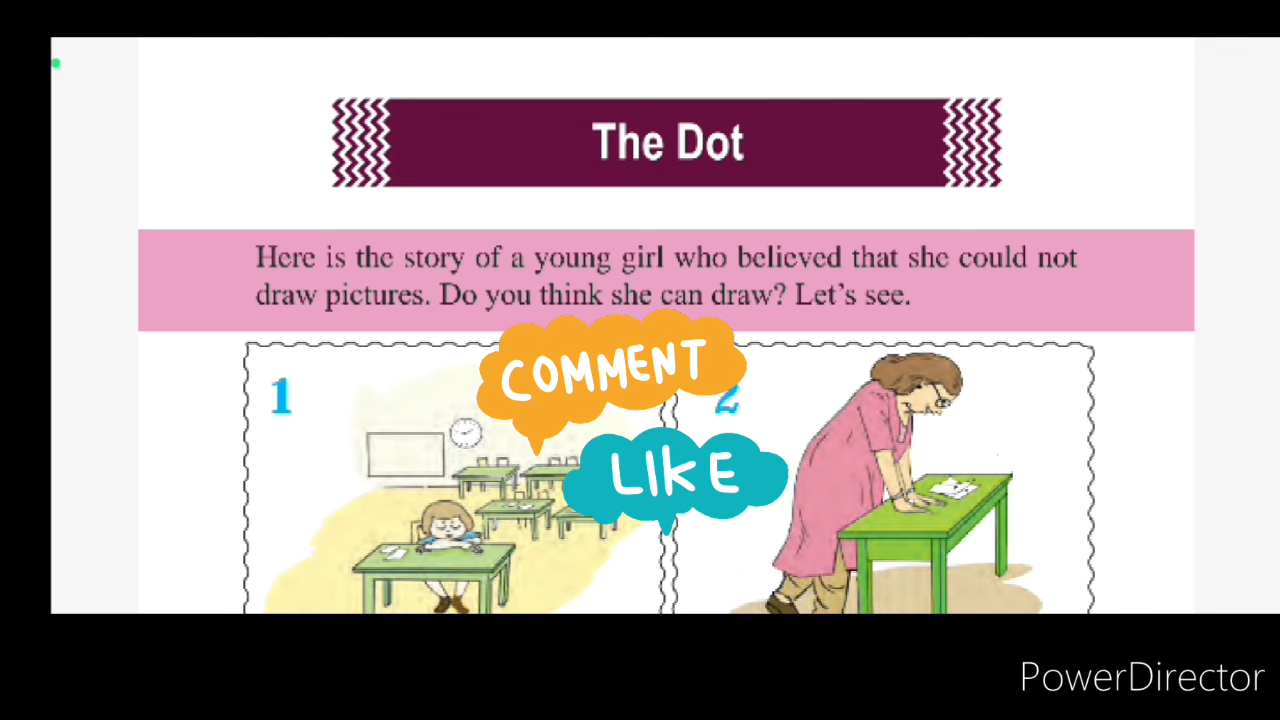 The Dot
Here is the story of a young girl who believed that she could not
draw pictures. Do you think she can draw? Let's see.
COMMENT
1
2
LIKE
PowerDirector